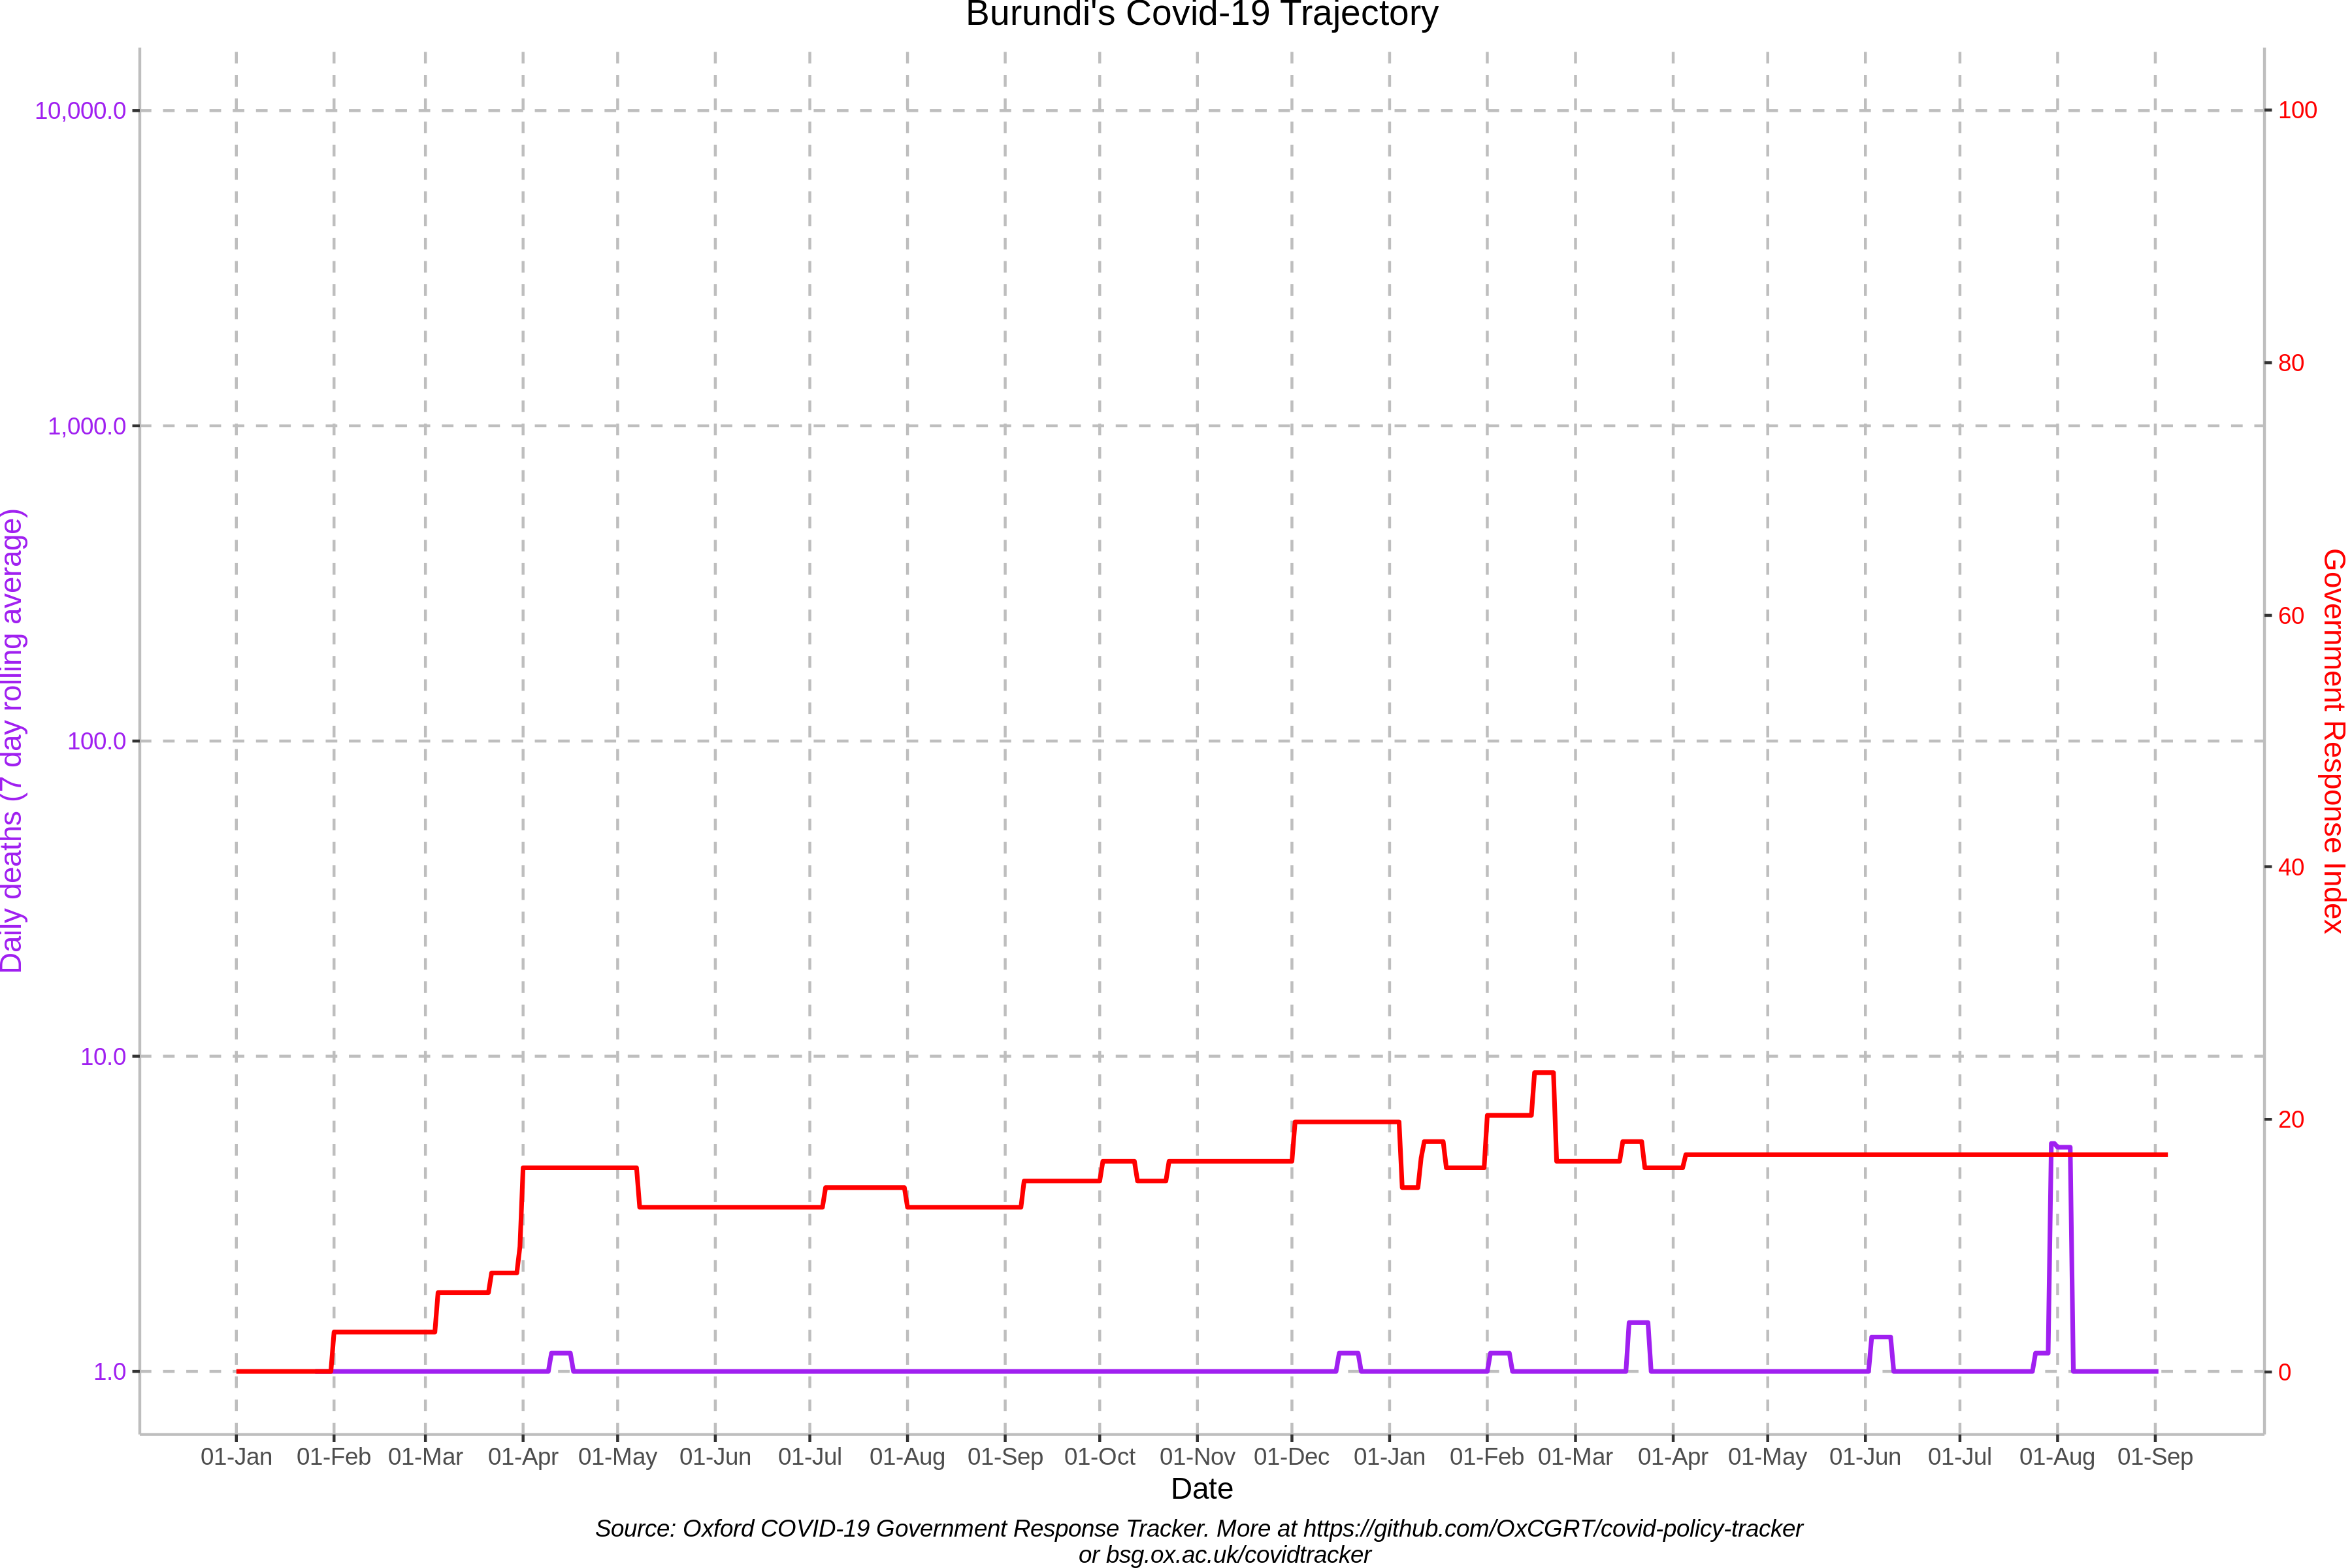 Burundi's Covid-19 Trajectory
10,000.0
1,000.0
100.0
10.0
1.0
Daily deaths (7 day rolling average)
100
80
60
40
20
0
Government Response Index
01-Jan 01-Feb 01-Mar 01-Apr 01-May 01-Jun 01-Jul 01-Aug 01-Sep 01-Oct 01-Nov 01-Dec 01-Jan 01-Feb 01-Mar 01-Apr 01-May 01-Jun 01-Jul 01-Aug 01-Sep
Date
Source: Oxford COVID-19 Government Response Tracker. More at https://github.com/OxCGRT/covid-policy-tracker
or bsg.ox.ac.uk/covidtracker